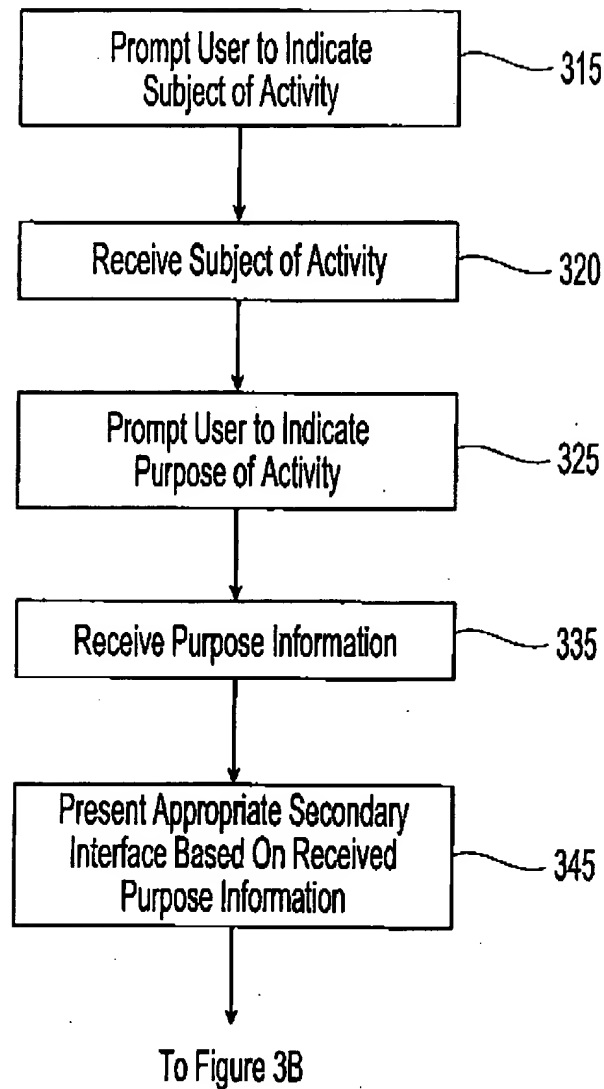 Prompt User to Indicate
Subject of Activity
315
Receive Subject of Activity
320
Prompt User to Indicate
Purpose of Activity
325
Receive Purpose Information
335
Present Appropriate Secondary
Interface Based On Received
Purpose Information
345
To Figure 3B